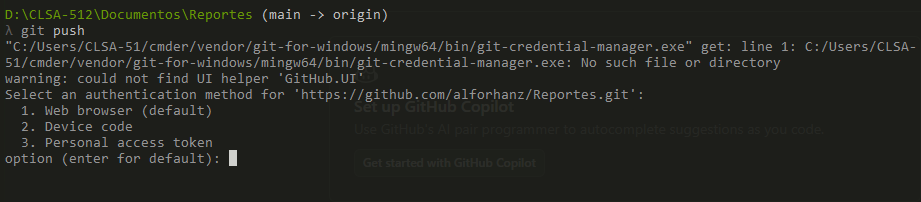 D:\CLSA-512\Documentos\Reportes (main -> origin)
λ git push
"C:/Users/CLSA-51/cmder/vendor/git-for-windows/mingw64/bin/git-credential-manager.exe" get: line 1: C:/Users/CLSA-
51/cmder/vendor/git-for-windows/mingw64/bin/git-credential-manager.exe: No such file or directory
warning: could not find UI helper 'GitHub.UI'
Select an authentication method for 'https://github.com/alforhanz/Reportes.git':
Set up GitHub Copilot
1. Web browser (default)
Use GitHub's AI pair programmer to autocomplete suggestions as you code.
2. Device code
3. Personal access token
option (enter for default):
Get started with GitHub Copilot